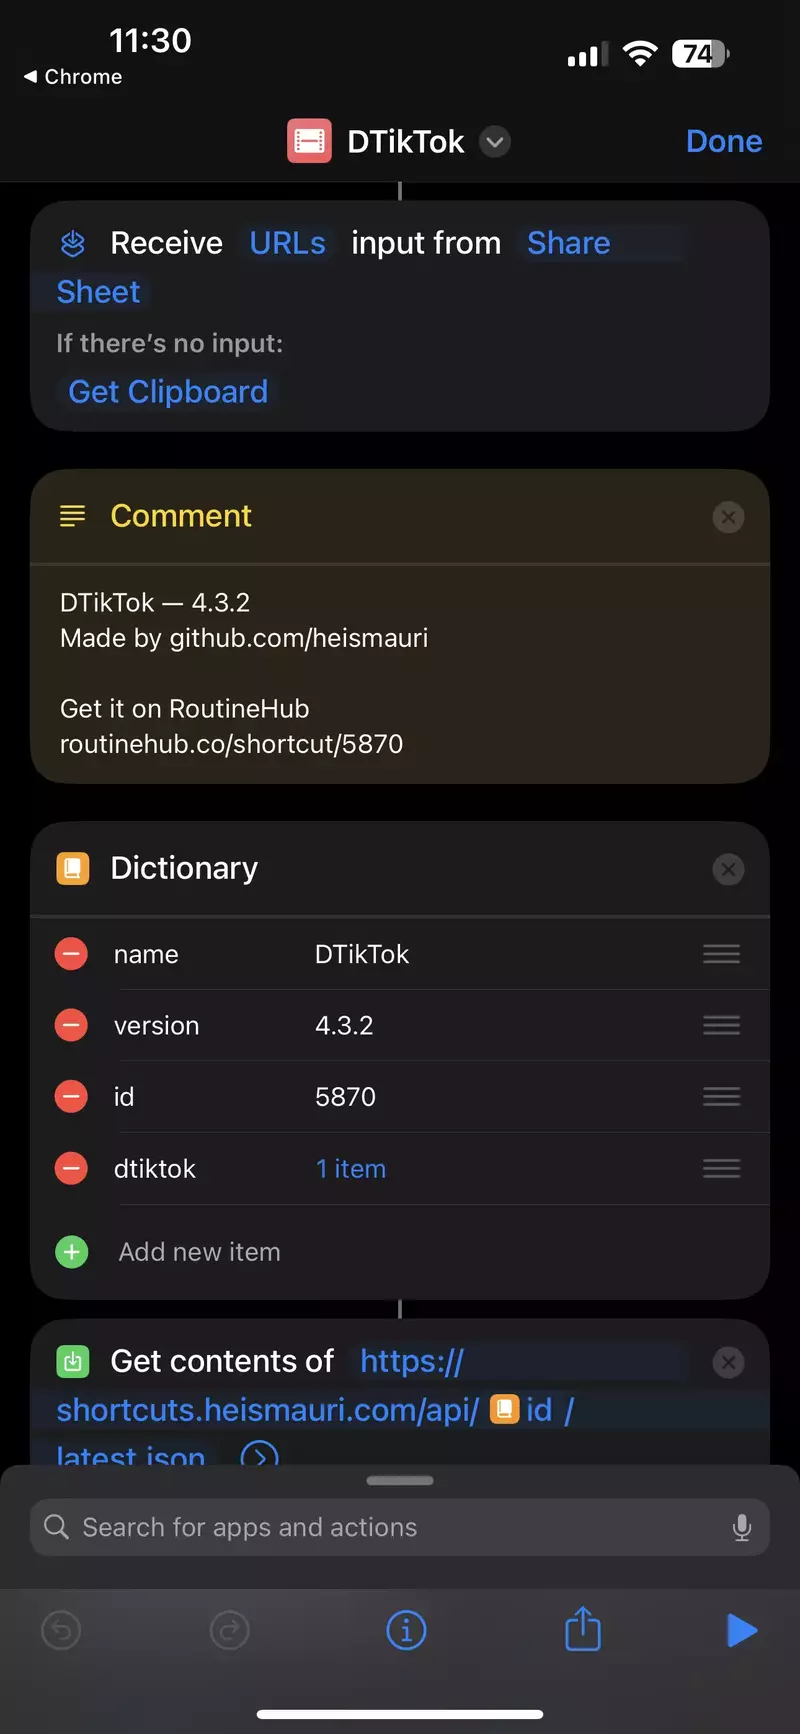 11:30
74
◀ Chrome
DTikTok
Done
Receive URLs input from Share
Sheet
If there's no input:
Get Clipboard
Comment
DTikTok — 4.3.2
Made by github.com/heismauri
Get it on RoutineHub
routinehub.co/shortcut/5870
Dictionary
name DTikTok
version 4.3.2
id 5870
dtiktok 1 item
Add new item
Get contents of https://
shortcuts.heismauri.com/api/ id /
latest.json
Search for apps and actions